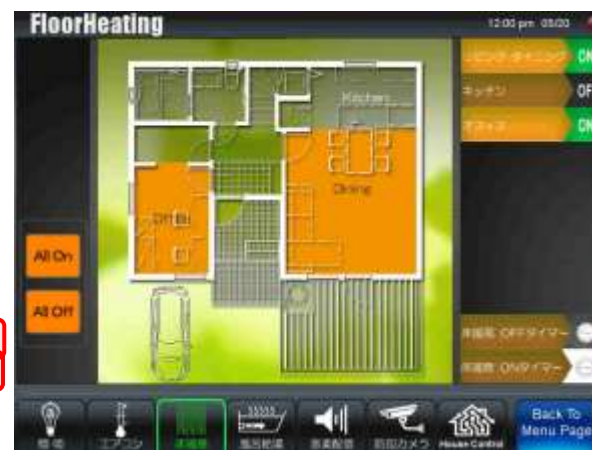 FloorHeating
12:00 pm 05/20
リビング・ダイニング ON
キッチン OF
オフィス ON
Kitchen
Dining
Office
All On
All Off
床暖房 OFFタイマー
床暖房 ONタイマー
照明
エアコン
床暖房
風呂給湯
音楽配信
防犯カメラ
House Control
Back To
Menu Page